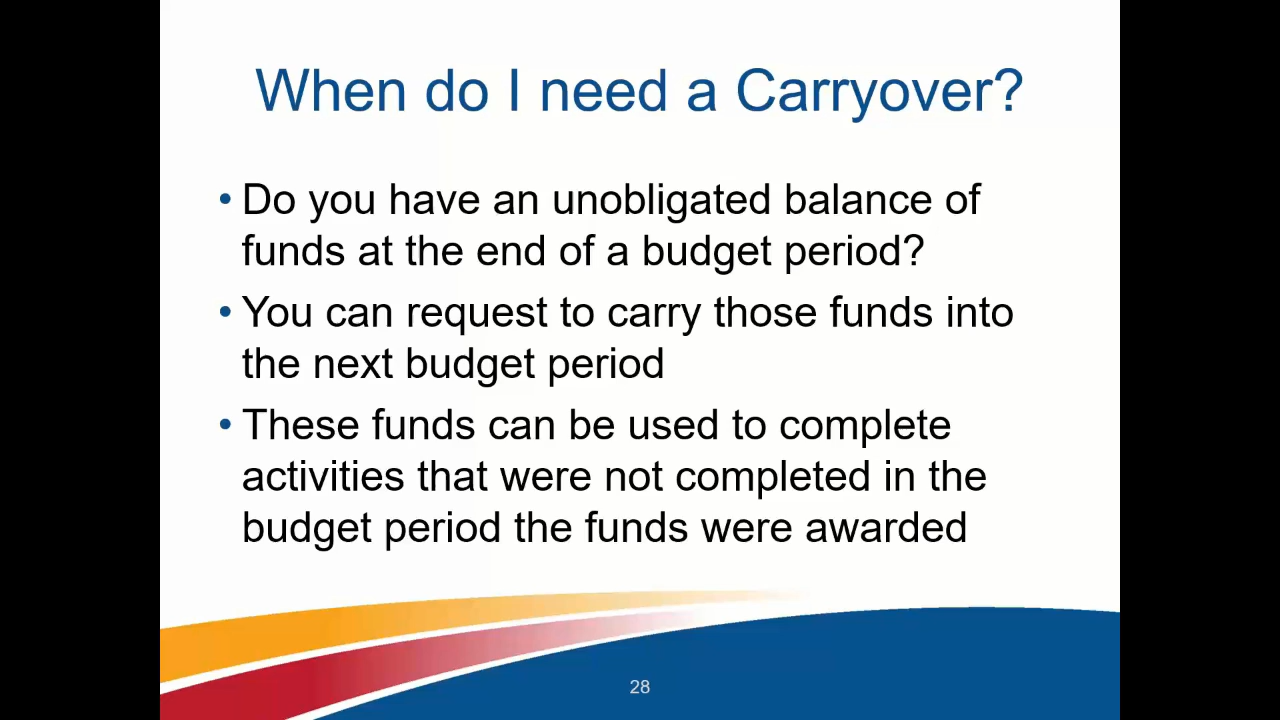 When do I need a Carryover?
• Do you have an unobligated balance of
funds at the end of a budget period?
• You can request to carry those funds into
the next budget period
• These funds can be used to complete
activities that were not completed in the
budget period the funds were awarded
28